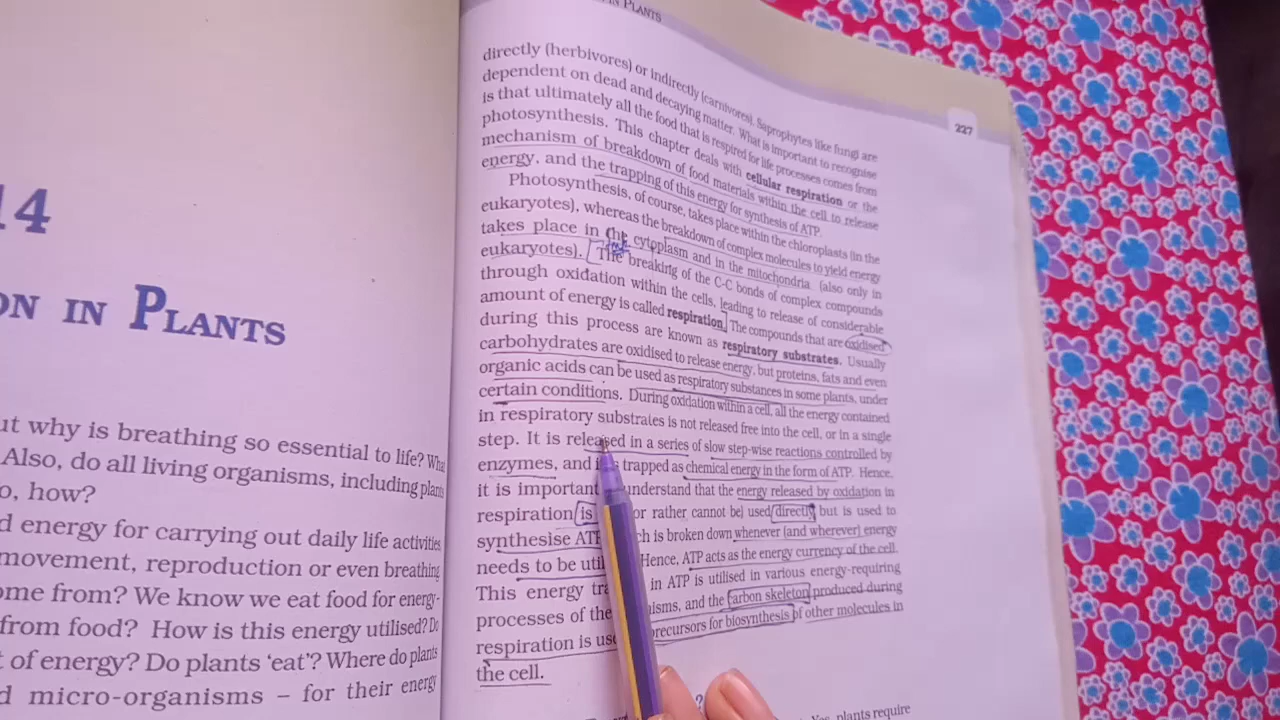 14
ON IN PLANTS
ut why is breathing so essential to life? Wha
Also, do all living organisms, including plants
o, how?
d energy for carrying out daily life activities
movement, reproduction or even breathing
ome from? We know we eat food for energy-
from food? How is this energy utilised? Do
t of energy? Do plants ‘eat’? Where do plants
d micro-organisms – for their energy
IN PLANTS
227
directly (herbivores) or indirectly (carnivores). Saprophytes like fungi are
dependent on dead and decaying matter. What is important to recognise
is that ultimately all the food that is respired for life processes comes from
photosynthesis. This chapter deals with cellular respiration or the
mechanism of breakdown of food materials within the cell to release
energy, and the trapping of this energy for synthesis of ATP.
Photosynthesis, of course, takes place within the chloroplasts (in the
eukaryotes), whereas the breakdown of complex molecules to yield energy
takes place in the cytoplasm and in the mitochondria (also only in
eukaryotes). The breaking of the C-C bonds of complex compounds
through oxidation within the cells, leading to release of considerable
amount of energy is called respiration. The compounds that are oxidised
during this process are known as respiratory substrates. Usually
carbohydrates are oxidised to release energy, but proteins, fats and even
organic acids can be used as respiratory substances in some plants, under
certain conditions. During oxidation within a cell, all the energy contained
in respiratory substrates is not released free into the cell, or in a single
step. It is released in a series of slow step-wise reactions controlled by
enzymes, and trapped as chemical energy in the form of ATP. Hence,
it is important understand that the energy released by oxidation in
respiration is or rather cannot be) used directly but is used to
synthesise ATP is broken down whenever (and wherever) energy
needs to be Hence, ATP acts as the energy currency of the cell.
This energy in ATP is utilised in various energy-requiring
processes of the and the carbon skeleton produced during
respiration is precursors for biosynthesis of other molecules in
the cell.
plants require